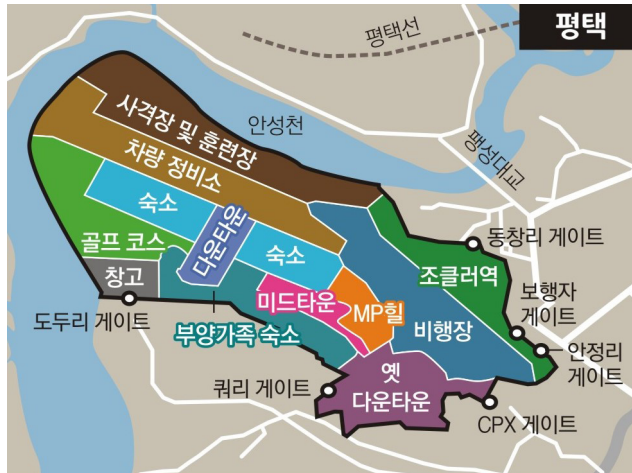 평택
평택선
안성천
팽성대교
사격장 및 훈련장
차량 정비소
숙소
다운타운
숙소
골프 코스
창고
도두리 게이트
부양가족 숙소
미드타운
MP힐
비행장
조클러역
동창리 게이트
보행자
게이트
안정리
게이트
쿼리 게이트
옛
다운타운
CPX 게이트